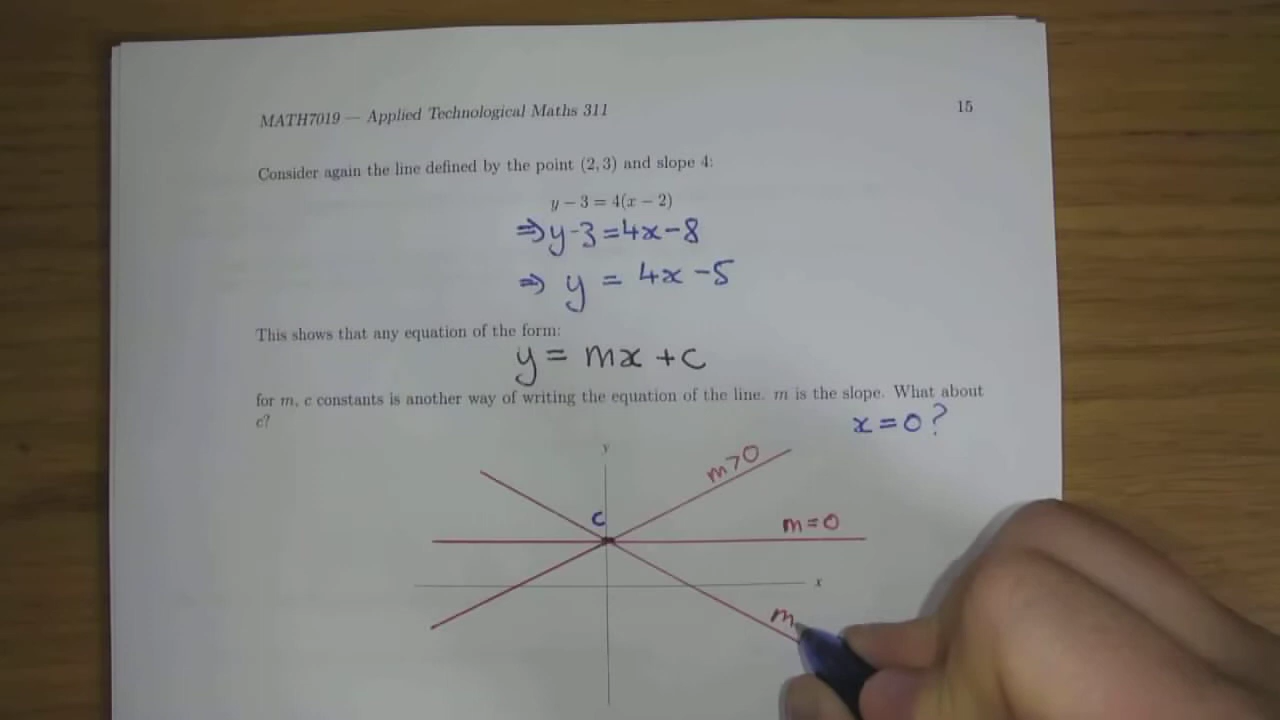 MATH7019 — Applied Technological Maths 311 15
Consider again the line defined by the point (2, 3) and slope 4:
y − 3 = 4(x − 2)
⇒ y-3=4x-8
⇒ y = 4x-5
This shows that any equation of the form:
y = mx + c
for m, c constants is another way of writing the equation of the line. m is the slope. What about
c?
x=0?
y
m>0
c
m=0
x
m